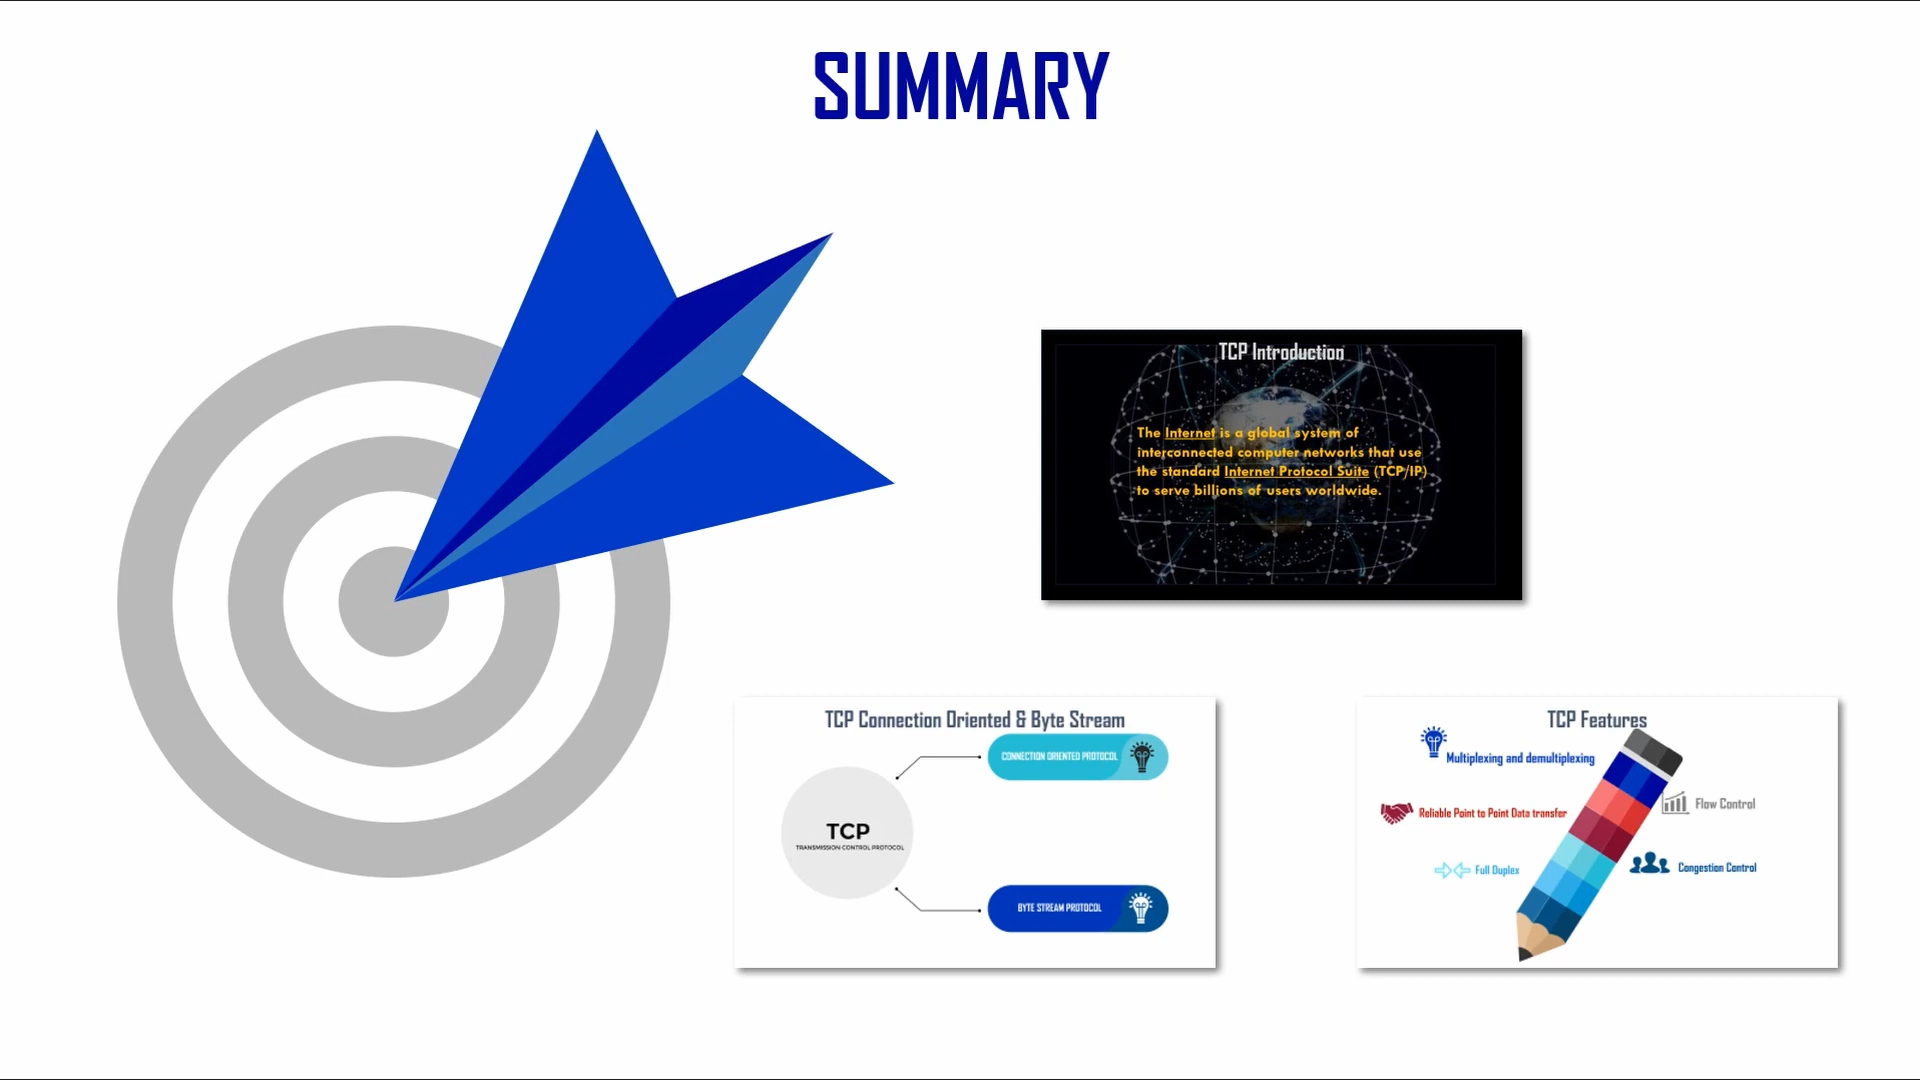 SUMMARY
TCP Introduction
The Internet is a global system of
interconnected computer networks that use
the standard Internet Protocol Suite (TCP/IP)
to serve billions of users worldwide.
TCP Connection Oriented & Byte Stream
CONNECTION ORIENTED PROTOCOL
TCP
TRANSMISSION CONTROL PROTOCOL
BYTE STREAM PROTOCOL
TCP Features
Multiplexing and demultiplexing
Flow Control
Reliable Point to Point Data transfer
Congestion Control
Full Duplex